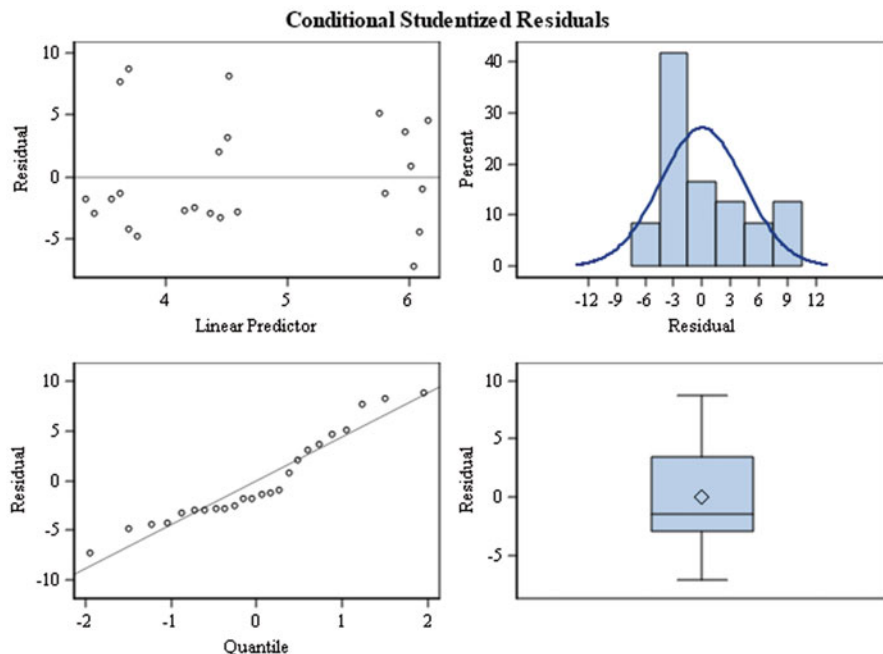 Conditional Studentized Residuals
10
5
0
-5
Residual
4 5 6
Linear Predictor
40
30
20
10
0
Percent
-12 -9 -6 -3 0 3 6 9 12
Residual
10
5
0
-5
-10
Residual
-2 -1 0 1 2
Quantile
10
5
0
-5
Residual